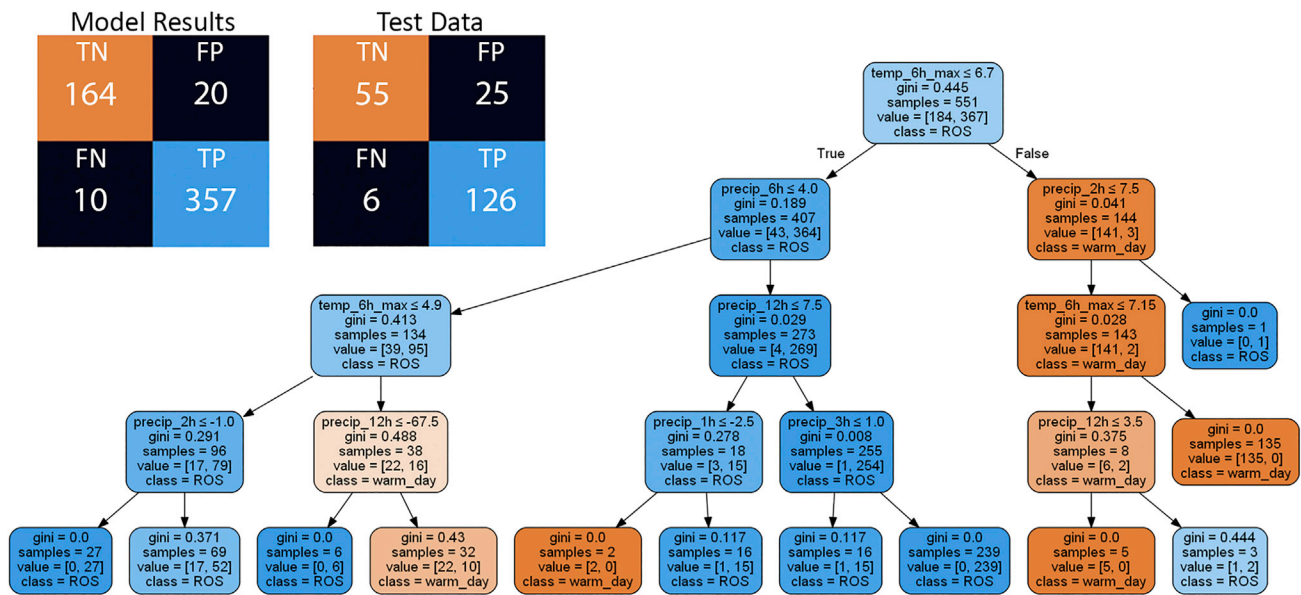 Model Results
TN
FP
164
20
FN
TP
10
357
Test Data
TN
FP
55
25
FN
TP
6
126
temp_6h_max ≤ 6.7
gini = 0.445
samples = 551
value = [184, 367]
class = ROS
True
False
precip_6h ≤ 4.0
gini = 0.189
samples = 407
value = [43, 364]
class = ROS
precip_2h ≤ 7.5
gini = 0.041
samples = 144
value = [141, 3]
class = warm_day
temp_6h_max ≤ 4.9
gini = 0.413
samples = 134
value = [39, 95]
class = ROS
precip_12h ≤ 7.5
gini = 0.029
samples = 273
value = [4, 269]
class = ROS
temp_6h_max ≤ 7.15
gini = 0.028
samples = 143
value = [141, 2]
class = warm_day
gini = 0.0
samples = 1
value = [0, 1]
class = ROS
precip_2h ≤ -1.0
gini = 0.291
samples = 96
value = [17, 79]
class = ROS
precip_12h ≤ -67.5
gini = 0.488
samples = 38
value = [22, 16]
class = warm_day
precip_1h ≤ -2.5
gini = 0.278
samples = 18
value = [3, 15]
class = ROS
precip_3h ≤ 1.0
gini = 0.008
samples = 255
value = [1, 254]
class = ROS
precip_12h ≤ 3.5
gini = 0.375
samples = 8
value = [6, 2]
class = warm_day
gini = 0.0
samples = 135
value = [135, 0]
class = warm_day
gini = 0.0
samples = 27
value = [0, 27]
class = ROS
gini = 0.371
samples = 69
value = [17, 52]
class = ROS
gini = 0.0
samples = 6
value = [0, 6]
class = ROS
gini = 0.43
samples = 32
value = [22, 10]
class = warm_day
gini = 0.0
samples = 2
value = [2, 0]
class = warm_day
gini = 0.117
samples = 16
value = [1, 15]
class = ROS
gini = 0.117
samples = 16
value = [1, 15]
class = ROS
gini = 0.0
samples = 239
value = [0, 239]
class = ROS
gini = 0.0
samples = 5
value = [5, 0]
class = warm_day
gini = 0.444
samples = 3
value = [1, 2]
class = ROS